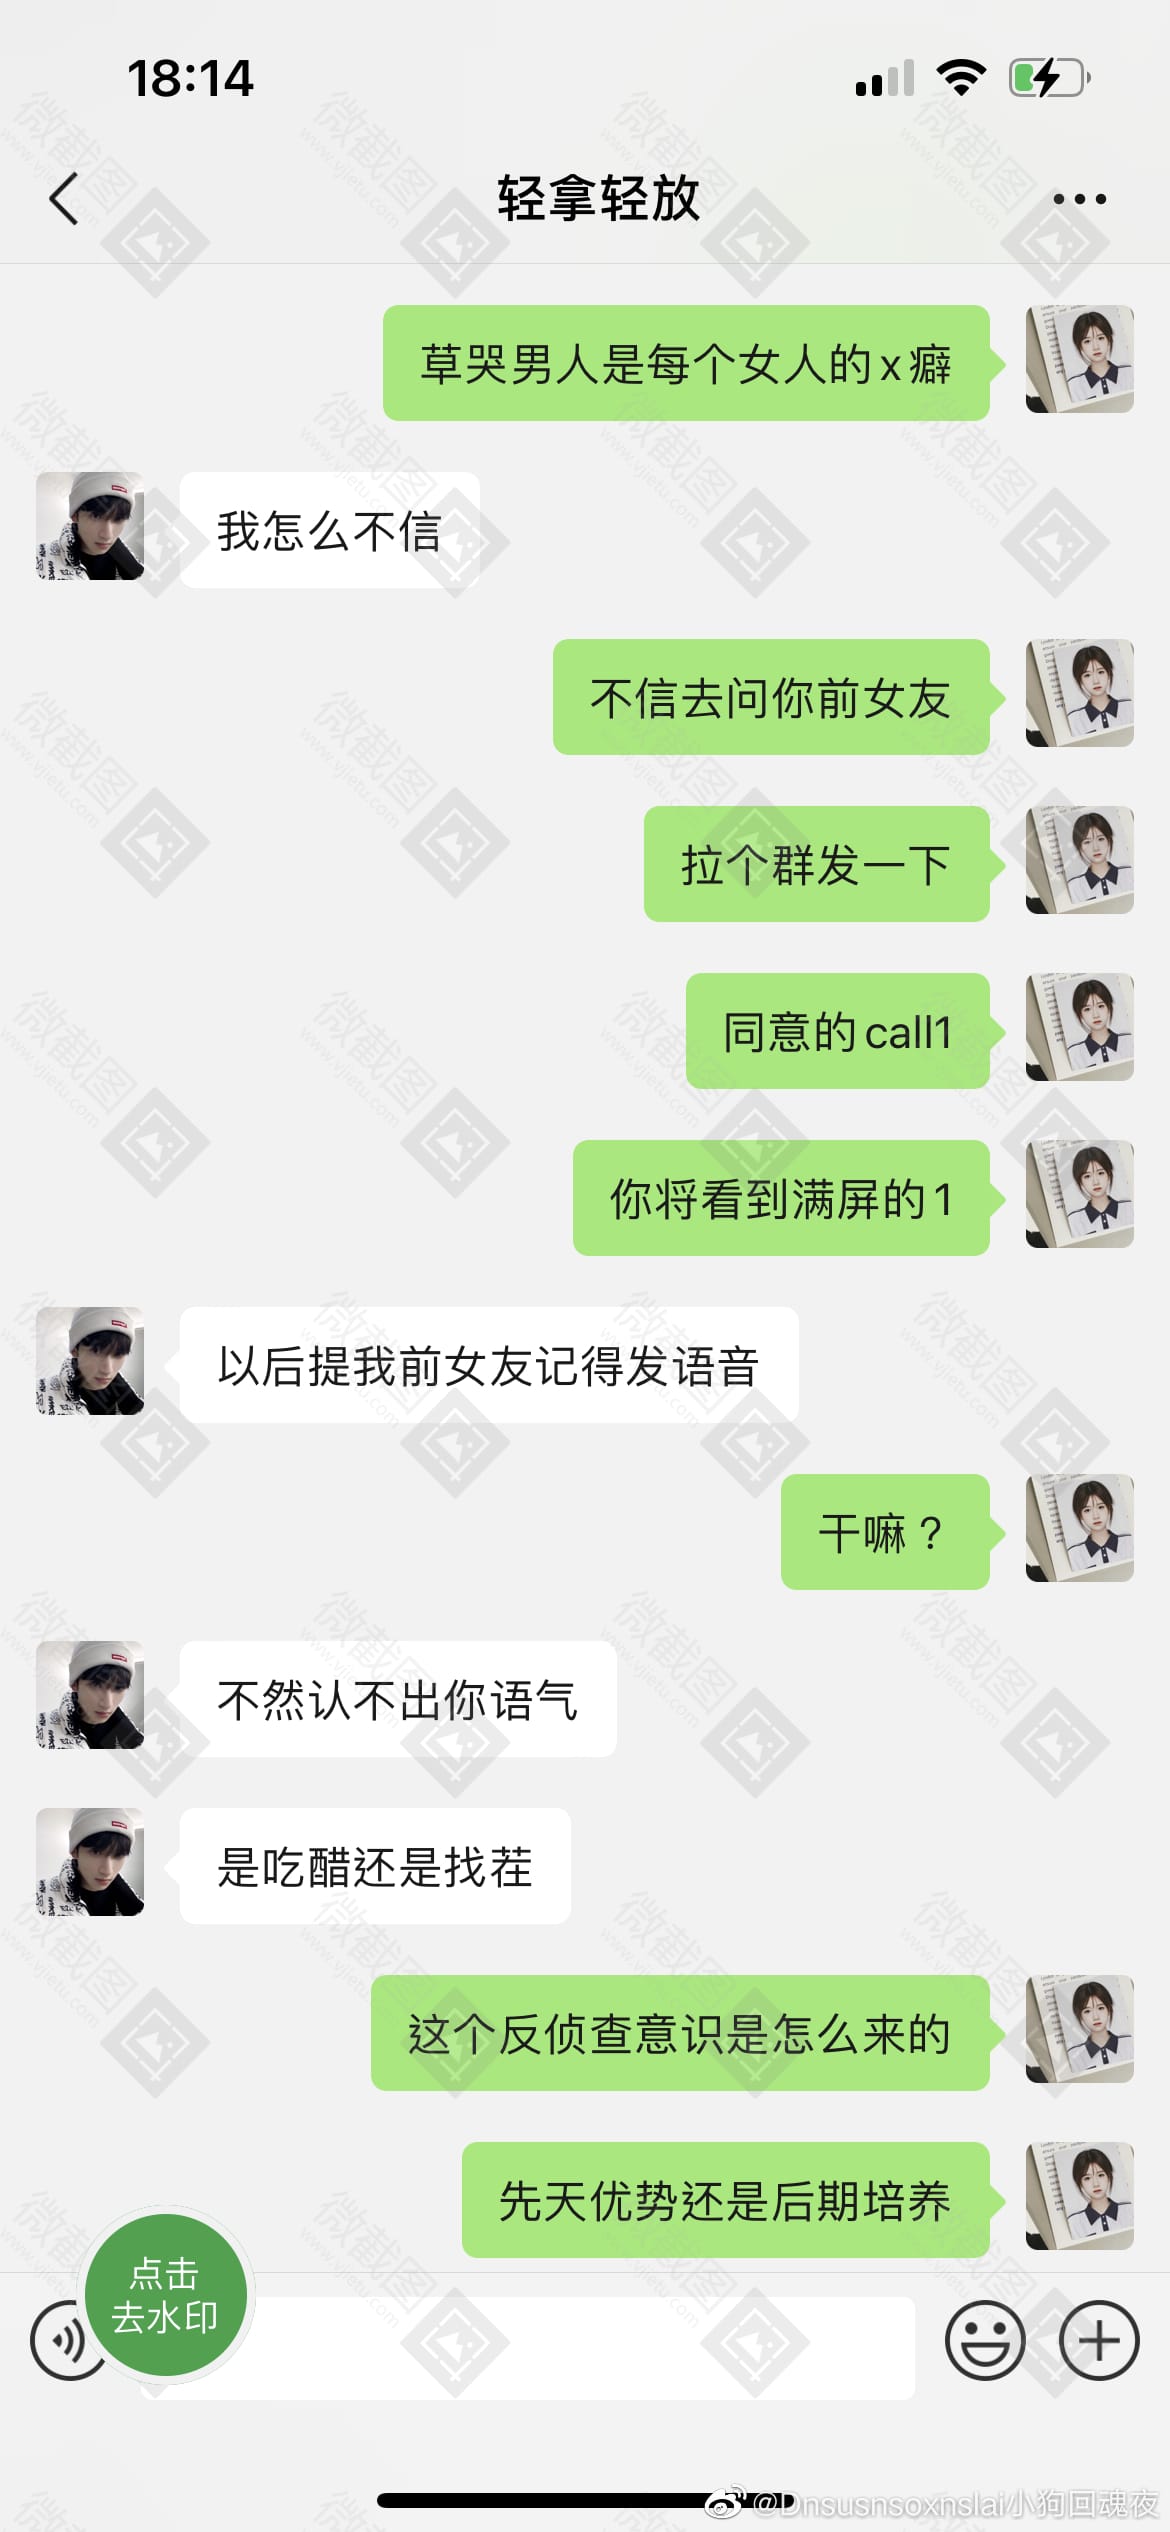 18:14
轻拿轻放
草哭男人是每个女人的x癖
我怎么不信
不信去问你前女友
拉个群发一下
同意的call1
你将看到满屏的1
以后提我前女友记得发语音
干嘛？
不然认不出你语气
是吃醋还是找茬
这个反侦查意识是怎么来的
先天优势还是后期培养
点击
去水印
微截图
www.vjietu.com
@Dnsusnsoxnslai小狗回魂夜